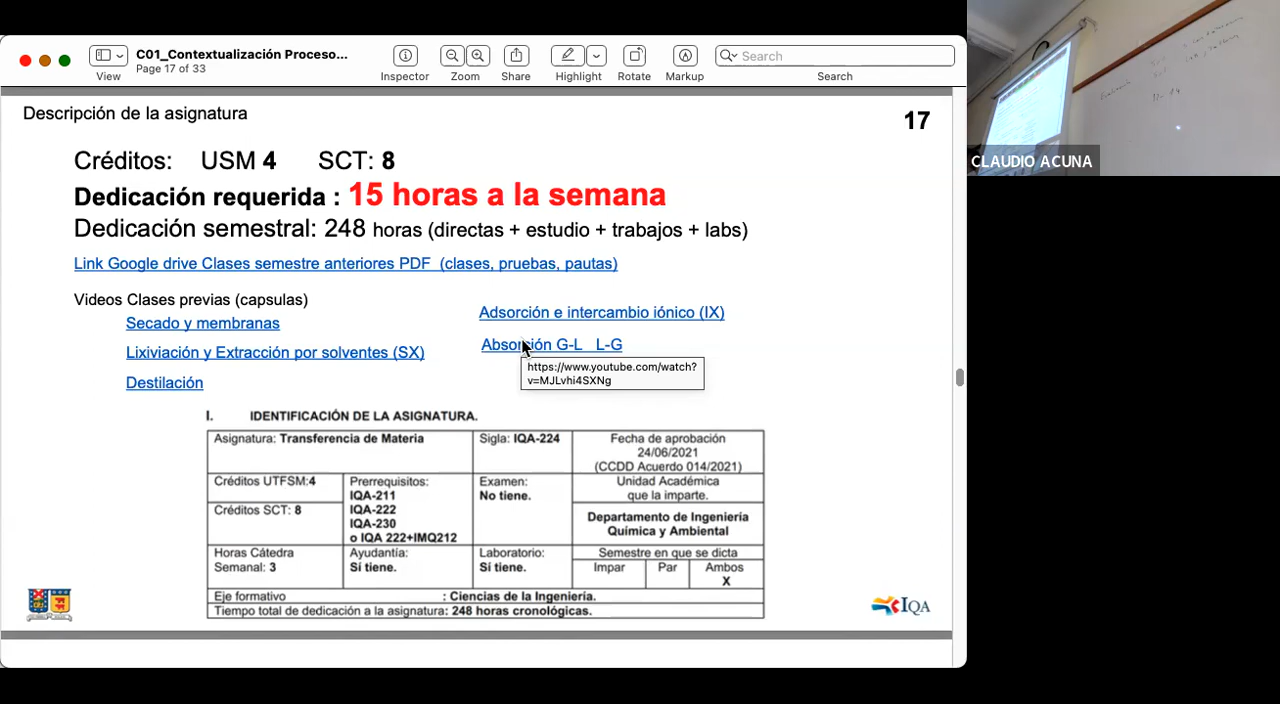 C01_Contextualización Proceso...
Page 17 of 33
View
Inspector
Zoom
Share
Highlight
Rotate
Markup
Search
Search
Descripción de la asignatura
17
Créditos: USM 4 SCT: 8
Dedicación requerida : 15 horas a la semana
Dedicación semestral: 248 horas (directas + estudio + trabajos + labs)
Link Google drive Clases semestre anteriores PDF (clases, pruebas, pautas)
Videos Clases previas (capsulas)
Secado y membranas
Lixiviación y Extracción por solventes (SX)
Destilación
Adsorción e intercambio iónico (IX)
Absorción G-L L-G
https://www.youtube.com/watch?
v=MJLvhi4SXNg
I. IDENTIFICACIÓN DE LA ASIGNATURA.
Asignatura: Transferencia de Materia
Sigla: IQA-224
Fecha de aprobación
24/06/2021
(CCDD Acuerdo 014/2021)
Créditos UTFSM:4
Prerrequisitos:
IQA-211
IQA-222
IQA-230
o IQA 222+IMQ212
Examen:
No tiene.
Unidad Académica
que la imparte.
Créditos SCT: 8
Departamento de Ingeniería
Química y Ambiental
Horas Cátedra
Semanal: 3
Ayudantía:
Sí tiene.
Laboratorio:
Sí tiene.
Semestre en que se dicta
Impar
Par
Ambos
X
Eje formativo : Ciencias de la Ingeniería.
Tiempo total de dedicación a la asignatura: 248 horas cronológicas.
IQA
CLAUDIO ACUNA